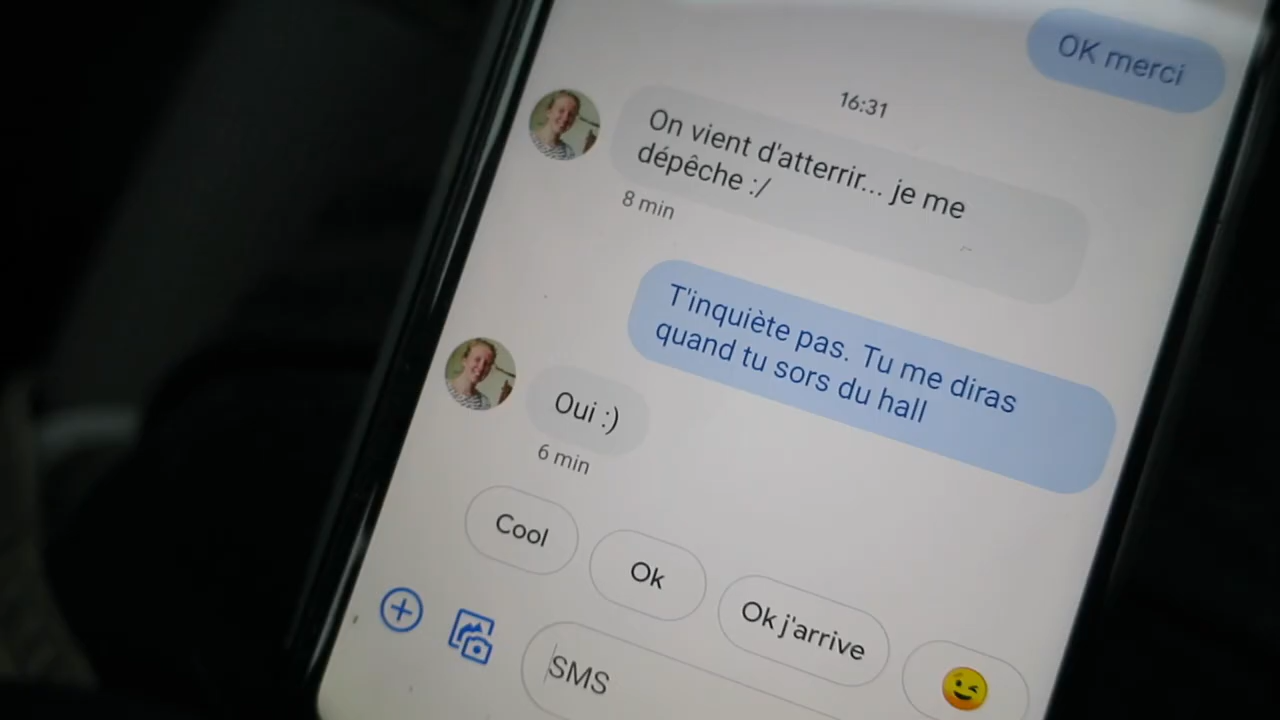 OK merci
16:31
On vient d'atterrir... je me
dépêche :/
8 min
T'inquiète pas. Tu me diras
quand tu sors du hall
Oui :)
6 min
Cool
Ok
Ok j'arrive
😉
SMS